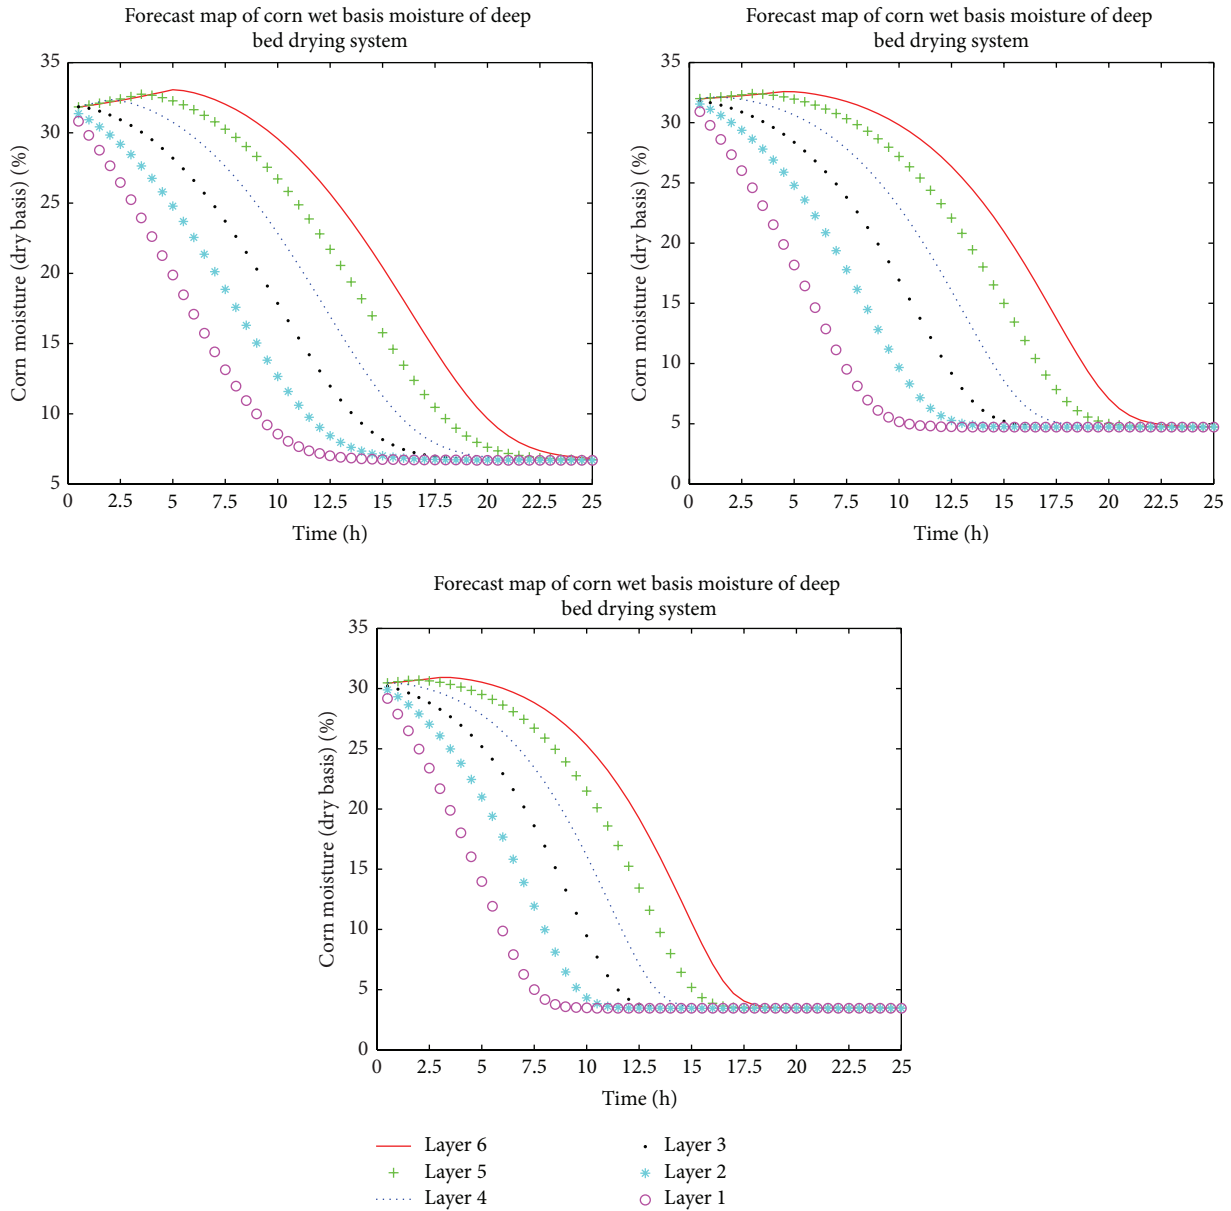 Forecast map of corn wet basis moisture of deep
bed drying system
35
30
25
20
15
10
5
Corn moisture (dry basis) (%)
0 2.5 5 7.5 10 12.5 15 17.5 20 22.5 25
Time (h)
Forecast map of corn wet basis moisture of deep
bed drying system
35
30
25
20
15
10
5
0
Corn moisture (dry basis) (%)
0 2.5 5 7.5 10 12.5 15 17.5 20 22.5 25
Time (h)
Forecast map of corn wet basis moisture of deep
bed drying system
35
30
25
20
15
10
5
0
Corn moisture (dry basis) (%)
0 2.5 5 7.5 10 12.5 15 17.5 20 22.5 25
Time (h)
Layer 6
Layer 5
Layer 4
Layer 3
Layer 2
Layer 1